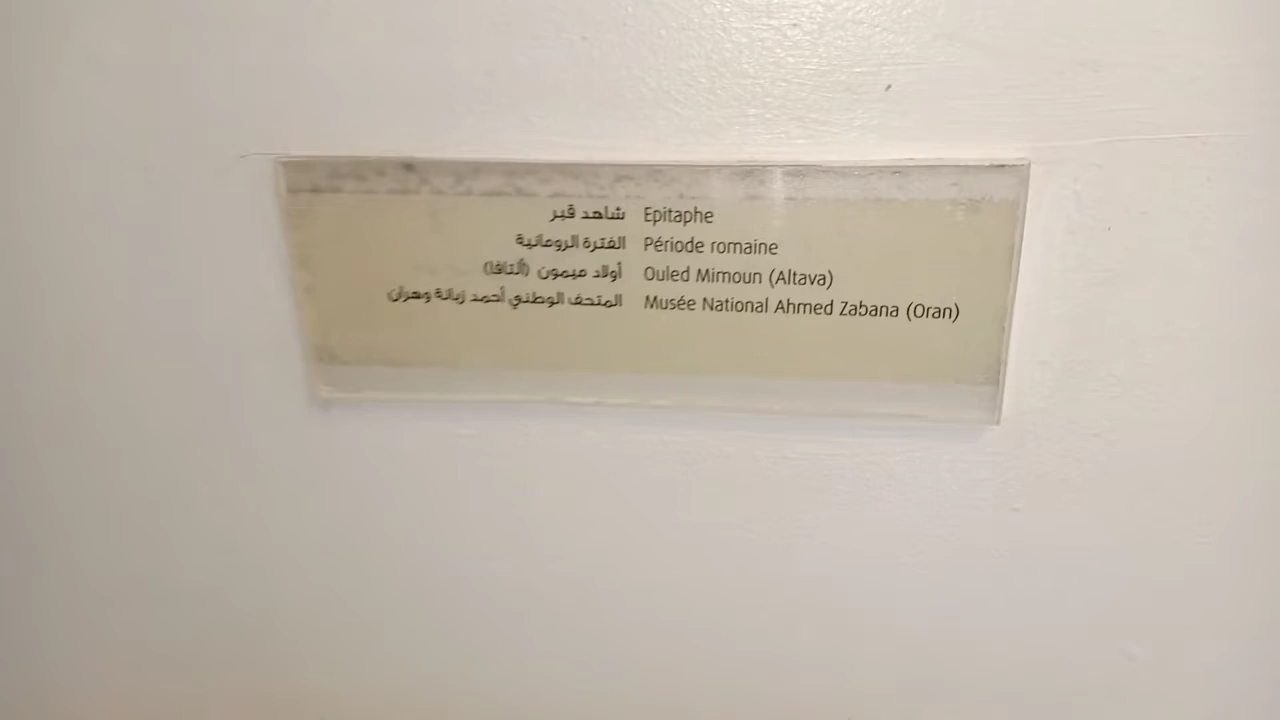 شاهد قبر Epitaphe
الفترة الرومانية Période romaine
أولاد ميمون (ألتافا) Ouled Mimoun (Altava)
المتحف الوطني أحمد زبانة وهران Musée National Ahmed Zabana (Oran)